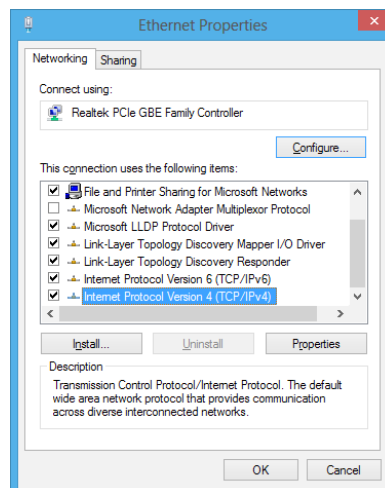 Ethernet Properties
Networking
Sharing
Connect using:
Realtek PCIe GBE Family Controller
Configure...
This connection uses the following items:
File and Printer Sharing for Microsoft Networks
Microsoft Network Adapter Multiplexor Protocol
Microsoft LLDP Protocol Driver
Link-Layer Topology Discovery Mapper I/O Driver
Link-Layer Topology Discovery Responder
Internet Protocol Version 6 (TCP/IPv6)
Internet Protocol Version 4 (TCP/IPv4)
Install...
Uninstall
Properties
Description
Transmission Control Protocol/Internet Protocol. The default
wide area network protocol that provides communication
across diverse interconnected networks.
OK
Cancel